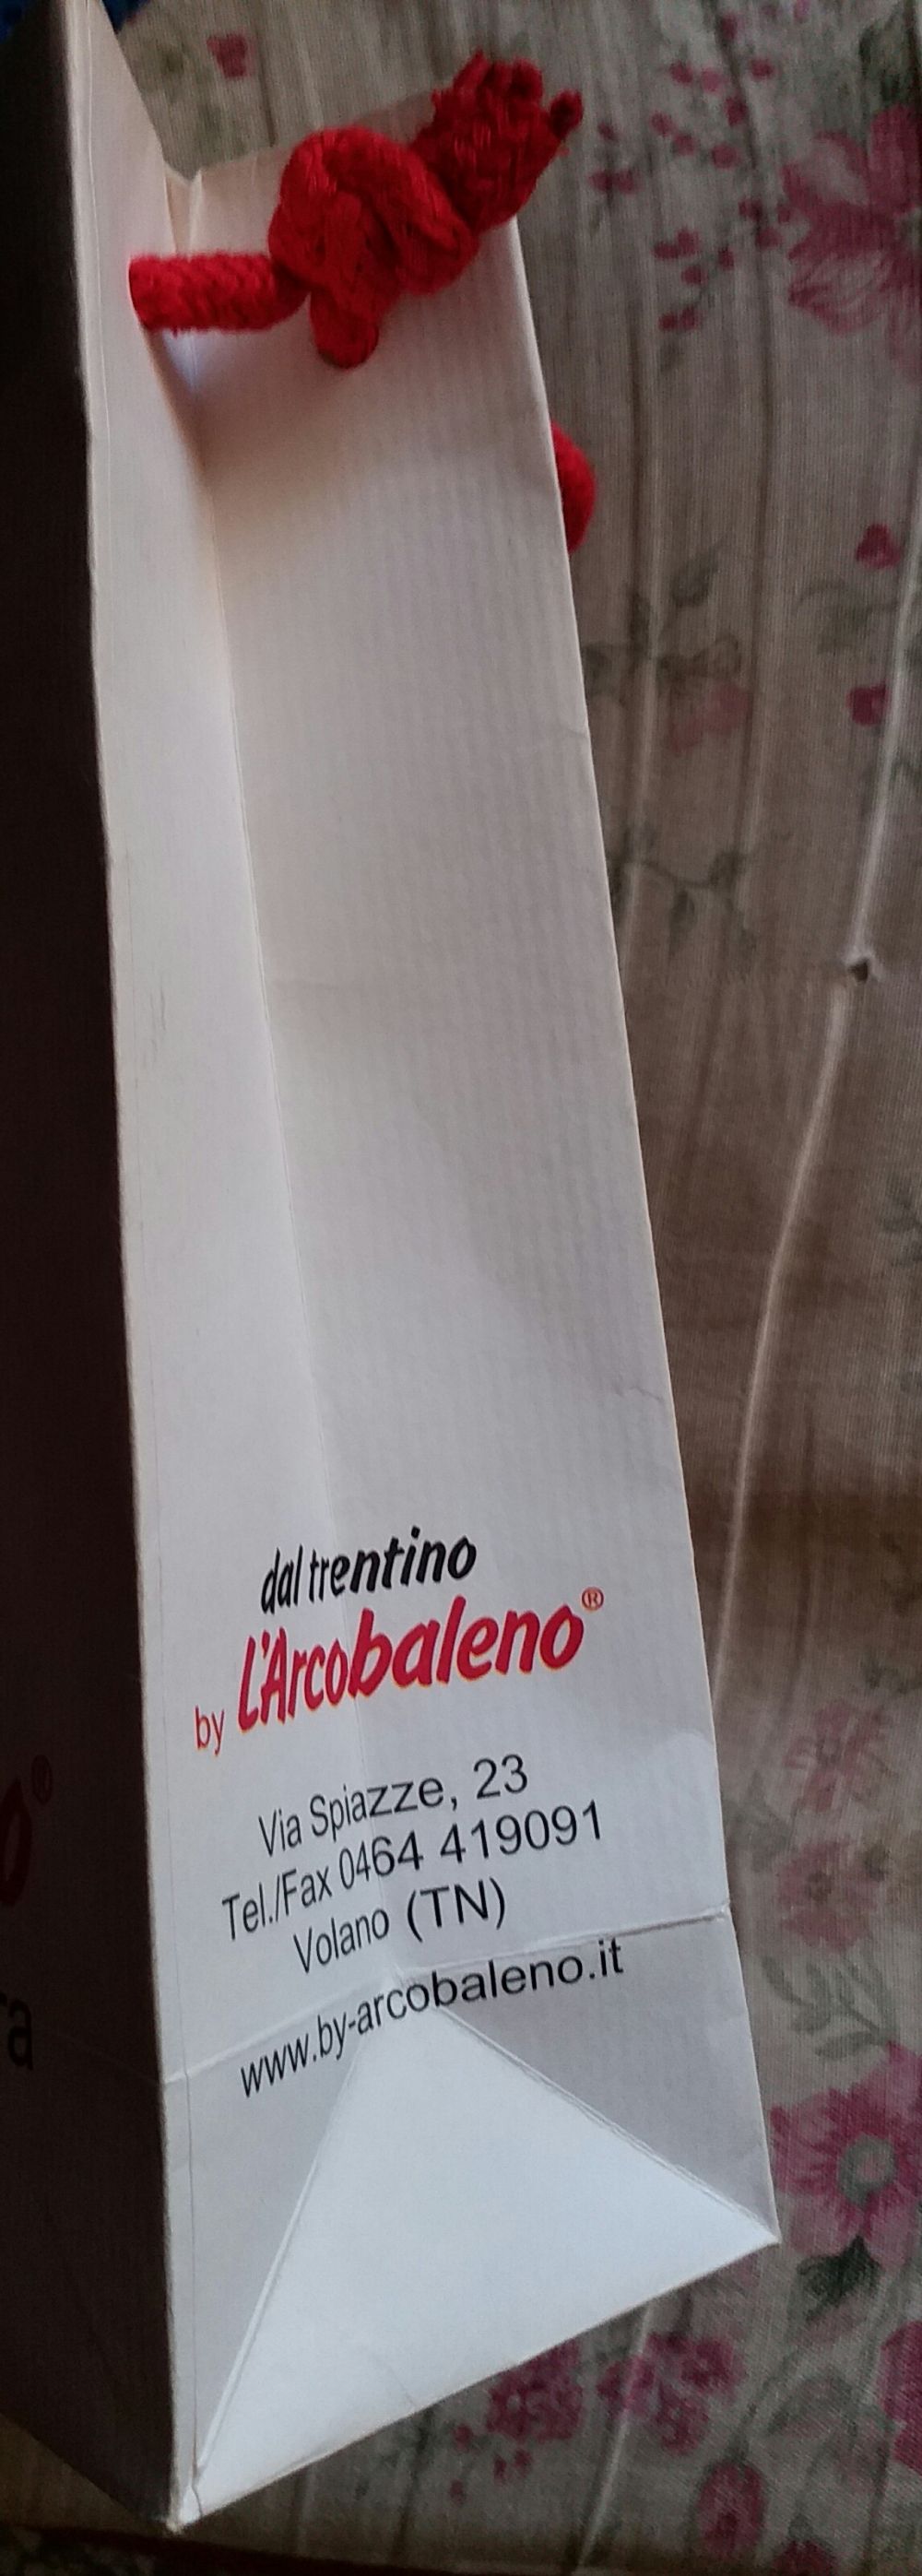 dal trentino
by L'Arcobaleno®
Via Spiazze, 23
Tel./Fax 0464 419091
Volano (TN)
www.by-arcobaleno.it